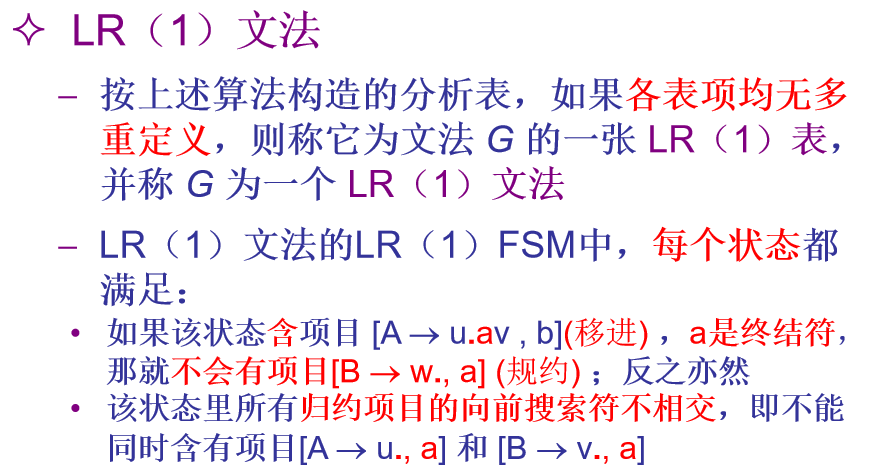 ✧ LR（1）文法
– 按上述算法构造的分析表，如果各表项均无多
重定义，则称它为文法 G 的一张 LR（1）表，
并称 G 为一个 LR（1）文法
– LR（1）文法的LR（1）FSM中，每个状态都
满足：
• 如果该状态含项目 [A → u.av , b](移进) ，a是终结符，
那就不会有项目[B → w., a] (规约) ；反之亦然
• 该状态里所有归约项目的向前搜索符不相交，即不能
同时含有项目[A → u., a] 和 [B → v., a]